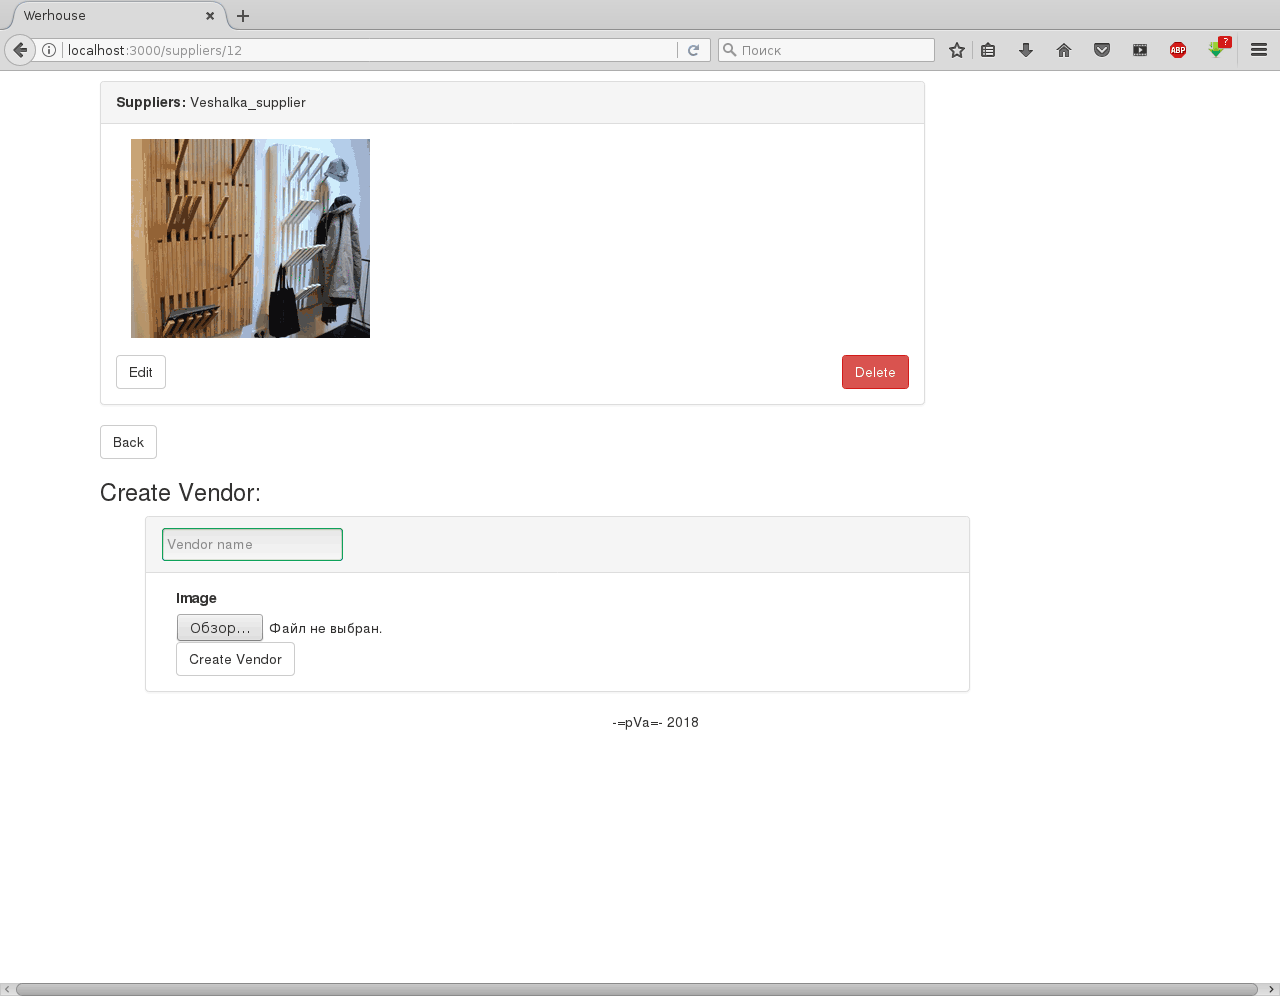 Werhouse
localhost:3000/suppliers/12
Поиск
ABP
?
Suppliers: Veshalka_supplier
Edit
Delete
Back
Create Vendor:
Vendor name
Image
Обзор... Файл не выбран.
Create Vendor
-=pVa=- 2018